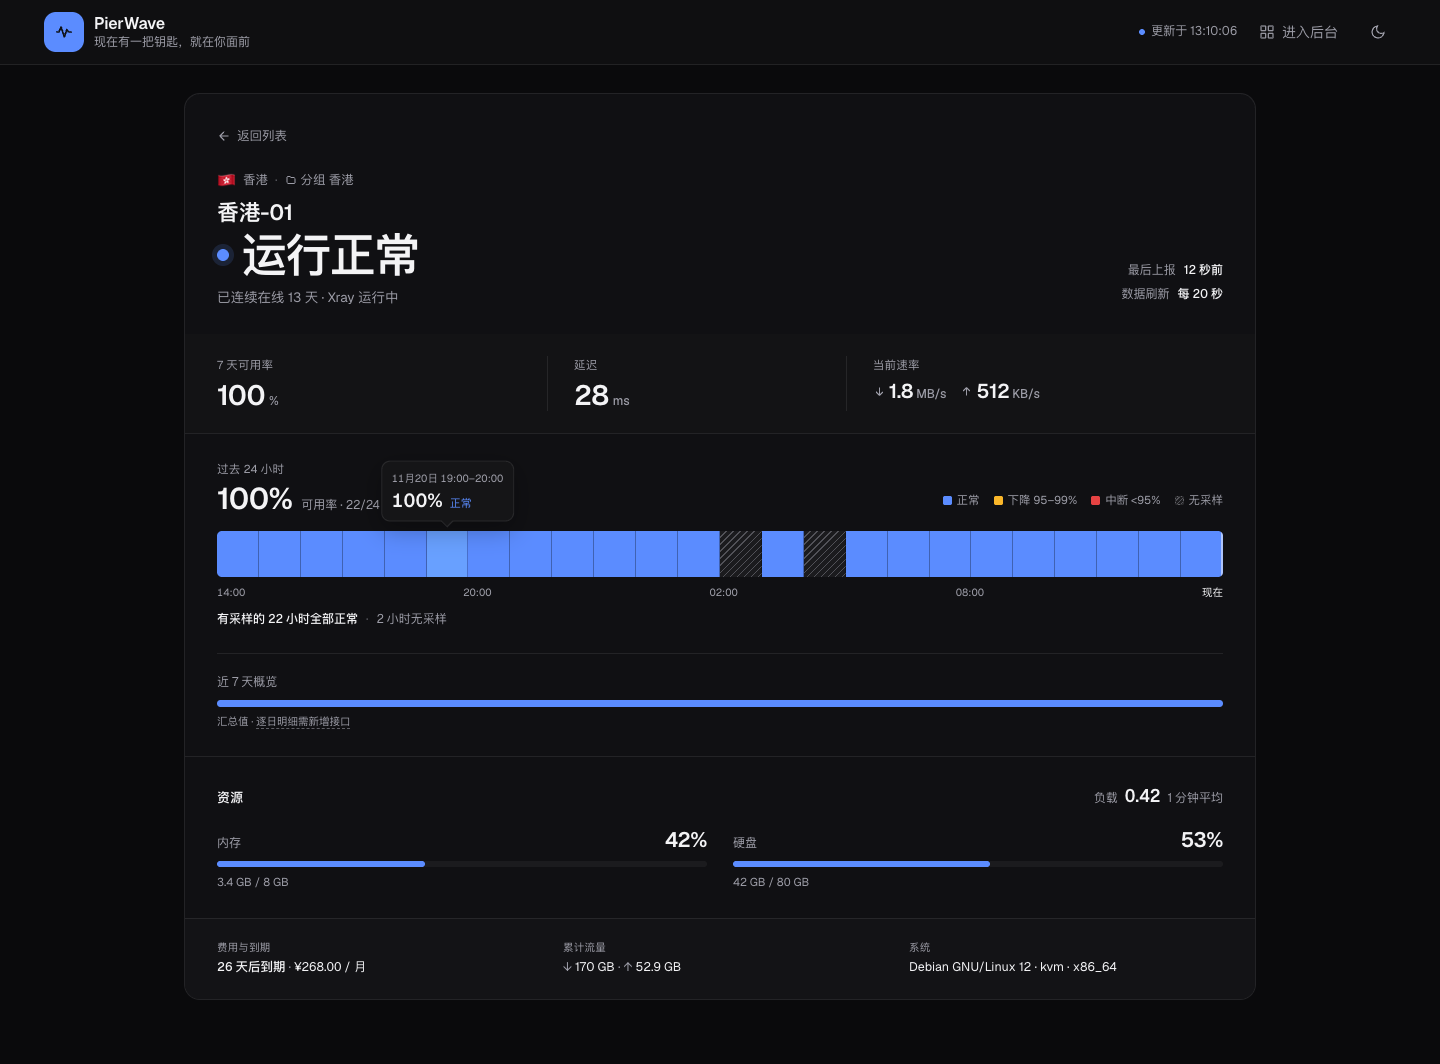 PierWave
现在有一把钥匙，就在你面前
更新于 13:10:06
进入后台
返回列表
香港 · 分组 香港
香港-01
运行正常
已连续在线 13 天 · Xray 运行中
最后上报 12 秒前
数据刷新 每 20 秒
7 天可用率
100 %
延迟
28 ms
当前速率
↓ 1.8 MB/s ↑ 512 KB/s
过去 24 小时
100% 可用率 · 22/24
11月20日 19:00–20:00
100% 正常
正常 下降 95–99% 中断 <95% 无采样
14:00 20:00 02:00 08:00 现在
有采样的 22 小时全部正常 · 2 小时无采样
近 7 天概览
汇总值 · 逐日明细需新增接口
资源
负载 0.42 1 分钟平均
内存 42%
3.4 GB / 8 GB
硬盘 53%
42 GB / 80 GB
费用与到期
26 天后到期 · ¥268.00 / 月
累计流量
↓ 170 GB · ↑ 52.9 GB
系统
Debian GNU/Linux 12 · kvm · x86_64